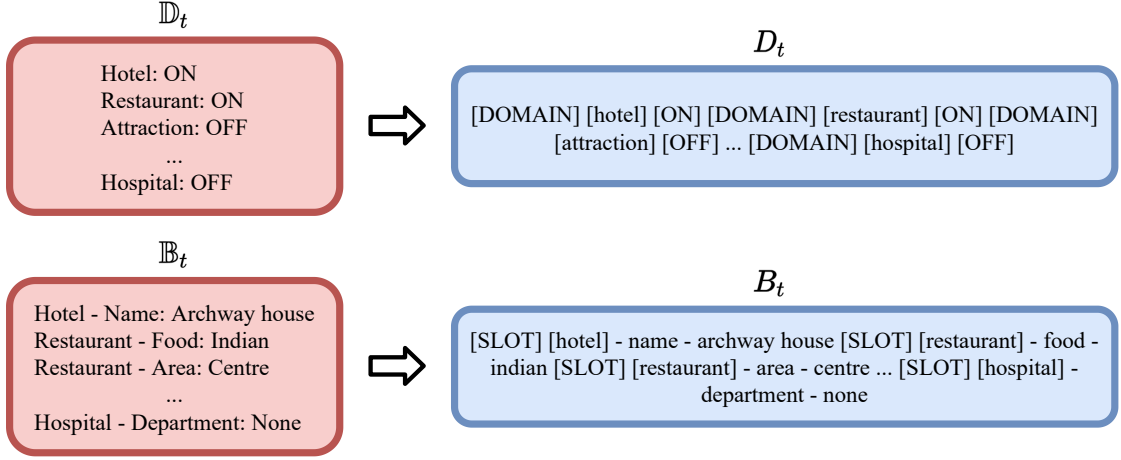 𝔻t
Hotel: ON
Restaurant: ON
Attraction: OFF
...
Hospital: OFF
Dt
[DOMAIN] [hotel] [ON] [DOMAIN] [restaurant] [ON] [DOMAIN]
[attraction] [OFF] ... [DOMAIN] [hospital] [OFF]
𝔹t
Hotel - Name: Archway house
Restaurant - Food: Indian
Restaurant - Area: Centre
...
Hospital - Department: None
Bt
[SLOT] [hotel] - name - archway house [SLOT] [restaurant] - food -
indian [SLOT] [restaurant] - area - centre ... [SLOT] [hospital] -
department - none